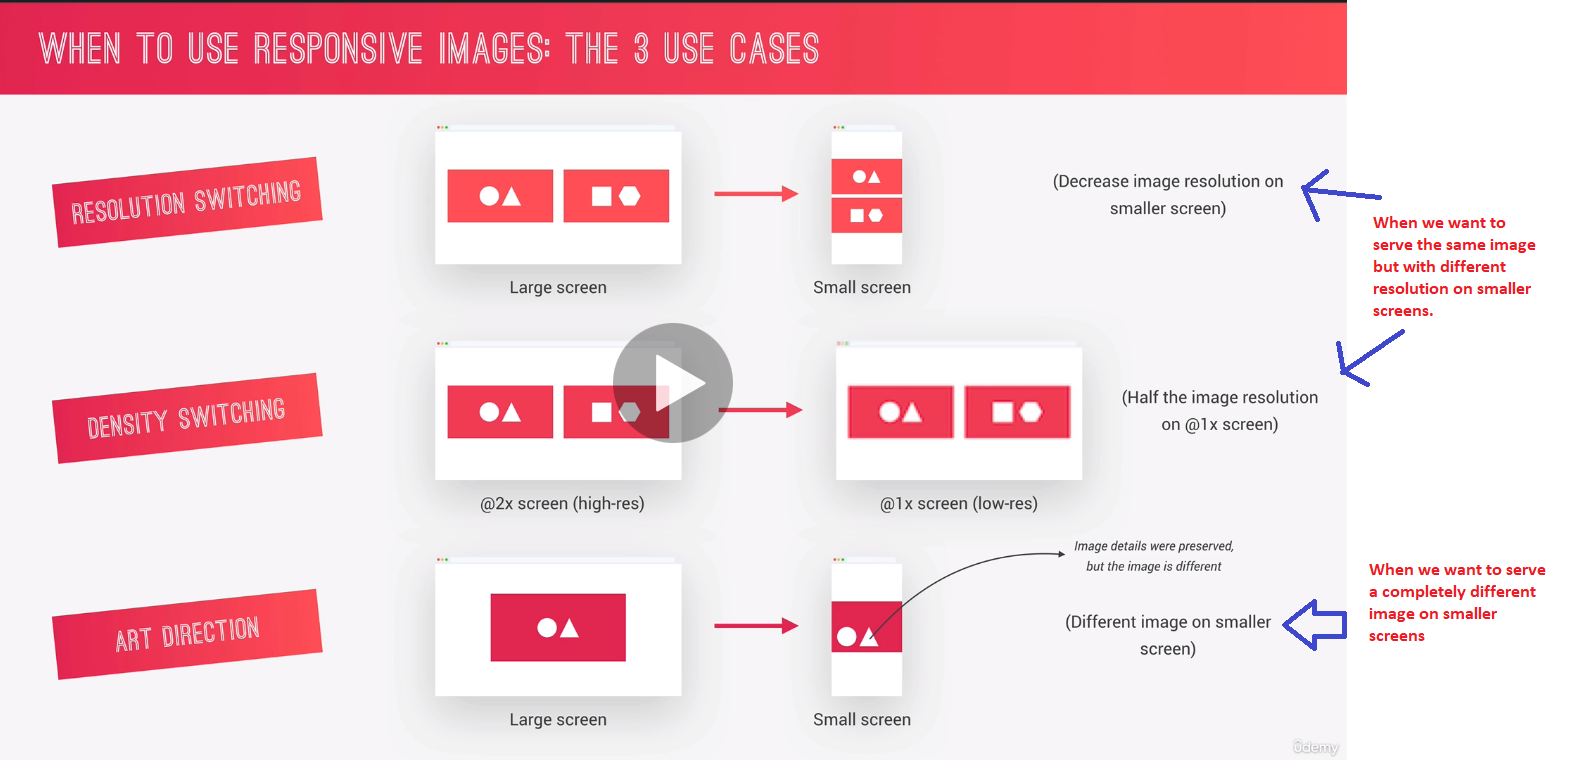 WHEN TO USE RESPONSIVE IMAGES: THE 3 USE CASES
RESOLUTION SWITCHING
Large screen
Small screen
(Decrease image resolution on
smaller screen)
When we want to
serve the same image
but with different
resolution on smaller
screens.
DENSITY SWITCHING
@2x screen (high-res)
@1x screen (low-res)
(Half the image resolution
on @1x screen)
ART DIRECTION
Large screen
Small screen
Image details were preserved,
but the image is different
(Different image on smaller
screen)
When we want to serve
a completely different
image on smaller
screens
ûdemy